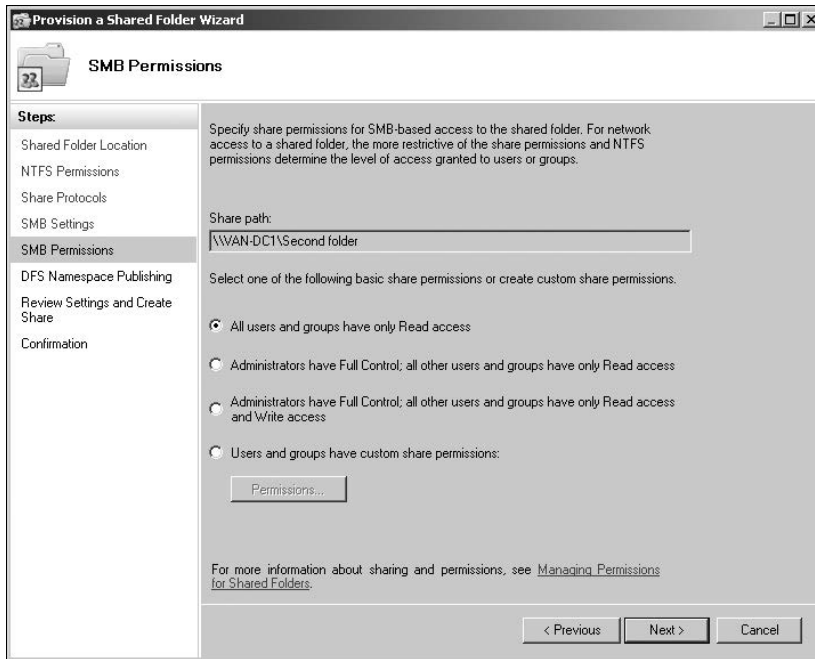 Provision a Shared Folder Wizard
SMB Permissions
Steps:
Shared Folder Location
NTFS Permissions
Share Protocols
SMB Settings
SMB Permissions
DFS Namespace Publishing
Review Settings and Create
Share
Confirmation
Specify share permissions for SMB-based access to the shared folder. For network
access to a shared folder, the more restrictive of the share permissions and NTFS
permissions determine the level of access granted to users or groups.
Share path:
\\VAN-DC1\Second folder
Select one of the following basic share permissions or create custom share permissions.
All users and groups have only Read access
Administrators have Full Control; all other users and groups have only Read access
Administrators have Full Control; all other users and groups have only Read access
and Write access
Users and groups have custom share permissions:
Permissions...
For more information about sharing and permissions, see Managing Permissions
for Shared Folders.
< Previous
Next >
Cancel